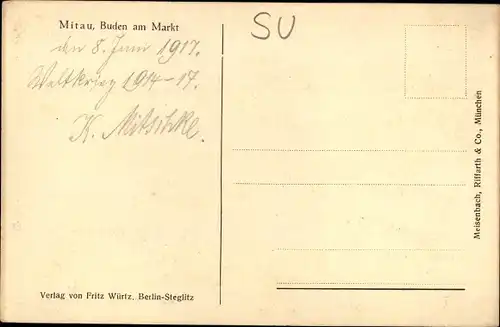 Mitau, Buden am Markt
den 8. Juni 1917.
Weltkrieg 1914-17.
K. Mitschke.
SU
Meisenbach, Riffarth & Co., München
Verlag von Fritz Würtz, Berlin-Steglitz